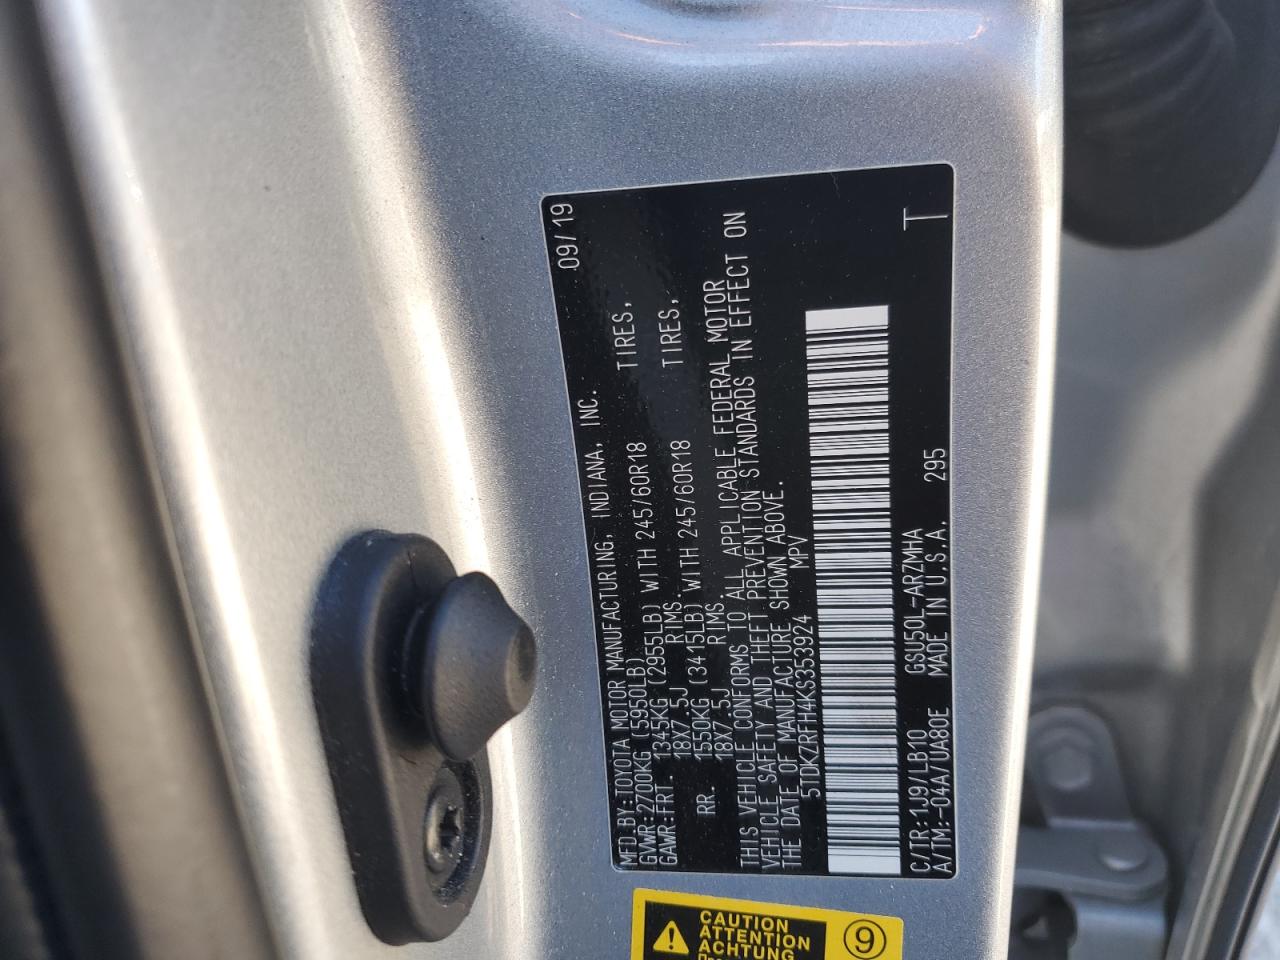 MFD.BY:TOYOTA MOTOR MANUFACTURING, INDIANA, INC. 09/19
GVWR:2700KG (5950LB)
GAWR:FRT. 1345KG (2955LB) WITH 245/60R18 TIRES,
18X7.5J RIMS.
RR. 1550KG (3415LB) WITH 245/60R18 TIRES,
18X7.5J RIMS.
THIS VEHICLE CONFORMS TO ALL APPLICABLE FEDERAL MOTOR
VEHICLE SAFETY AND THEFT PREVENTION STANDARDS IN EFFECT ON
THE DATE OF MANUFACTURE SHOWN ABOVE.
5TDKZRFH4KS353924 MPV
C/TR:1J9/LB10 GSU50L-ARZMHA T
A/TM:-04A/UA80E MADE IN U.S.A. 295
CAUTION
ATTENTION
ACHTUNG
9